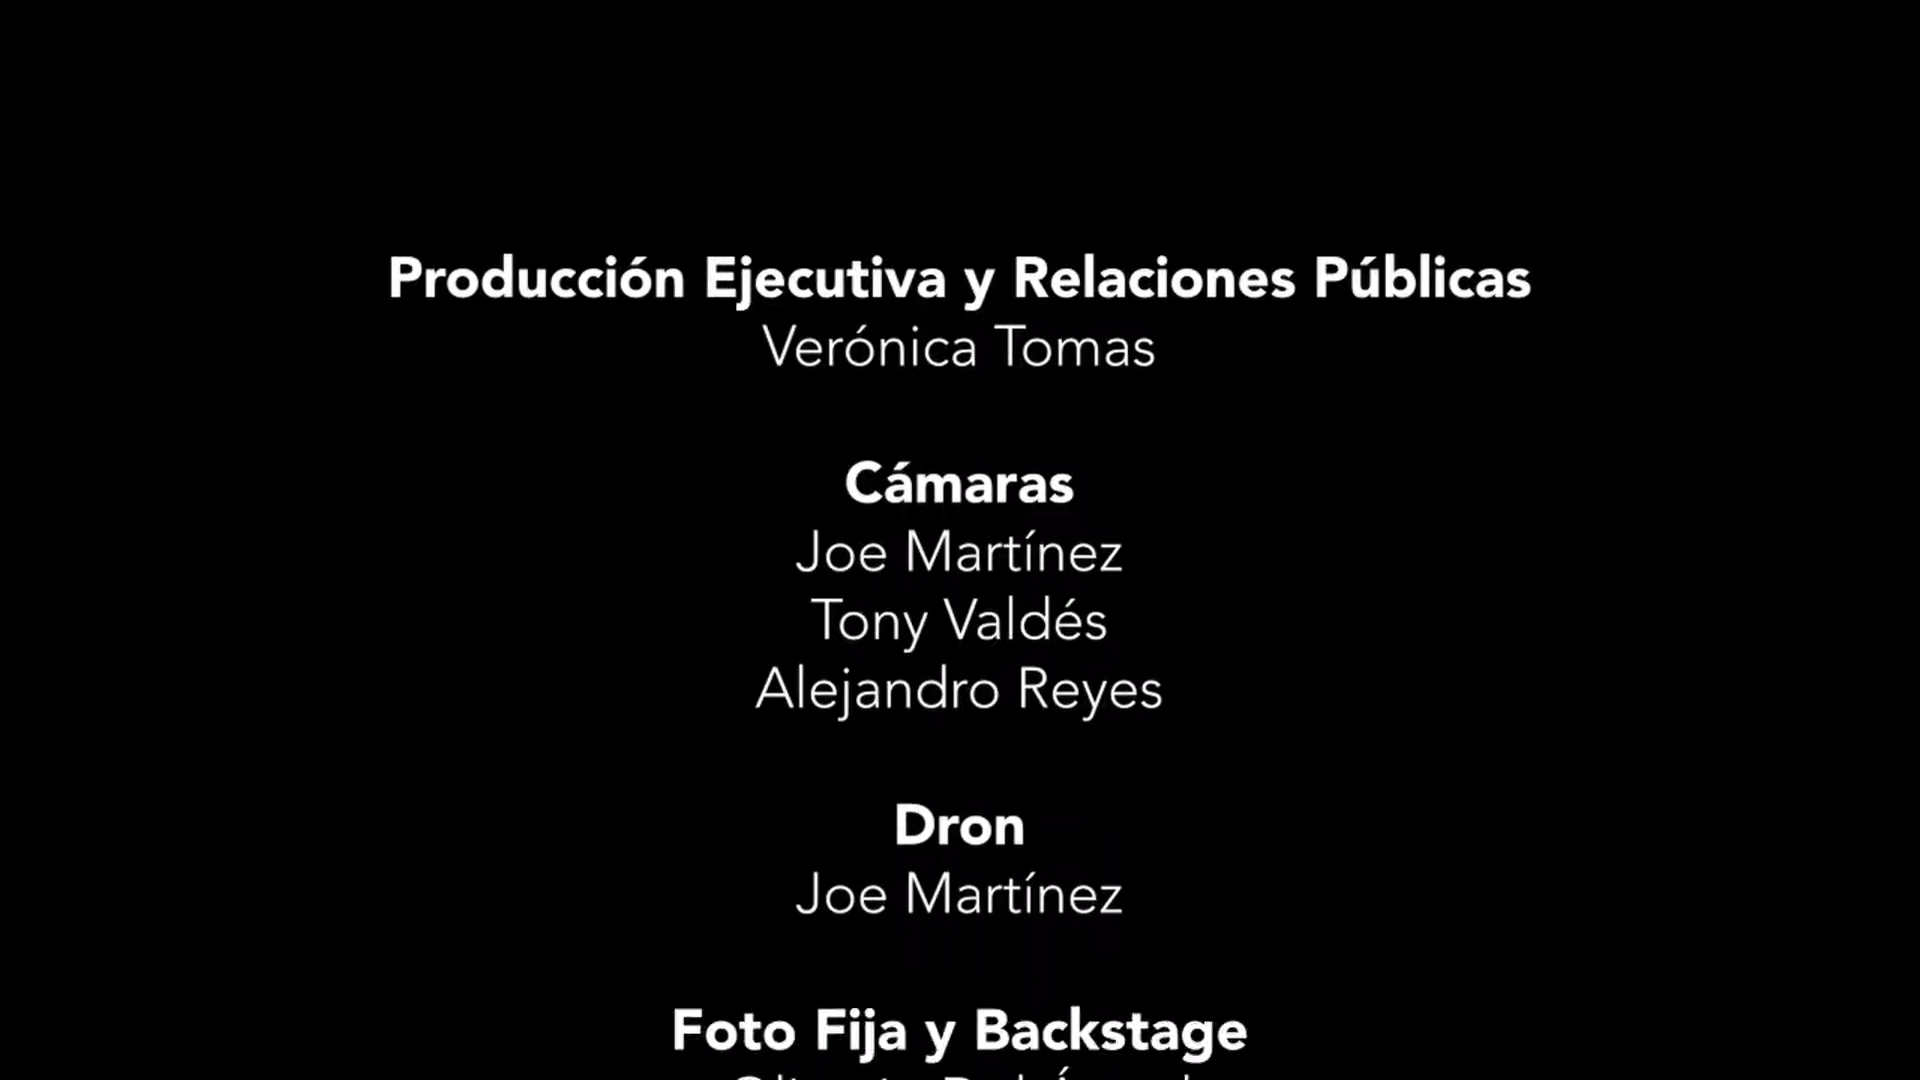 Producción Ejecutiva y Relaciones Públicas
Verónica Tomas
Cámaras
Joe Martínez
Tony Valdés
Alejandro Reyes
Dron
Joe Martínez
Foto Fija y Backstage